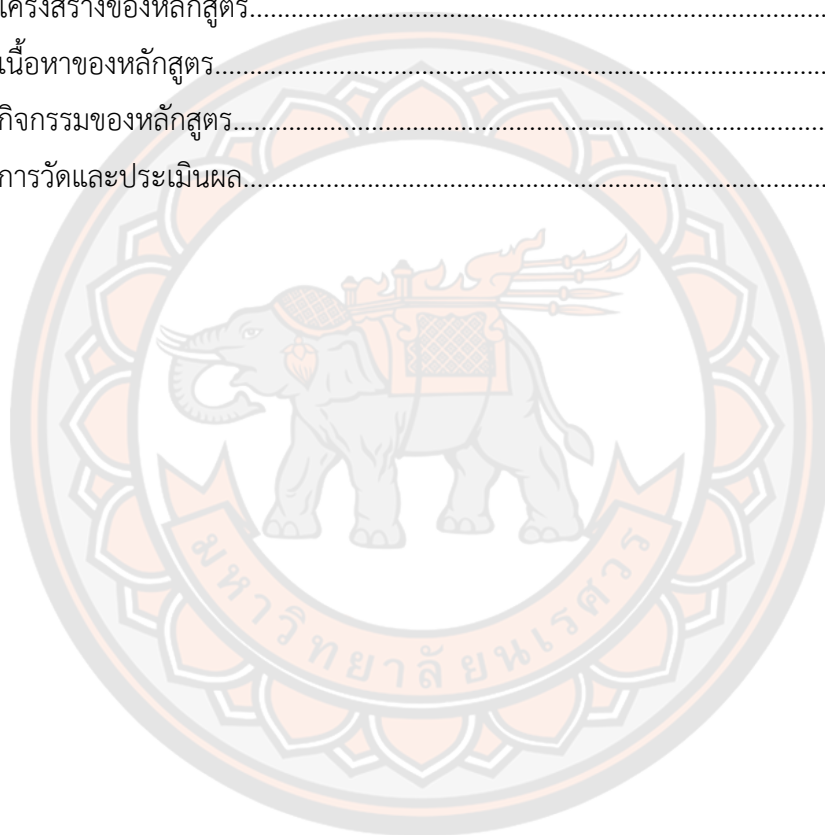 โครงสร้างของหลักสูตร................................................................................
เนื้อหาของหลักสูตร.....................................................................................
กิจกรรมของหลักสูตร..................................................................................
การวัดและประเมินผล................................................................................
มหาวิทยาลัยนเรศวร